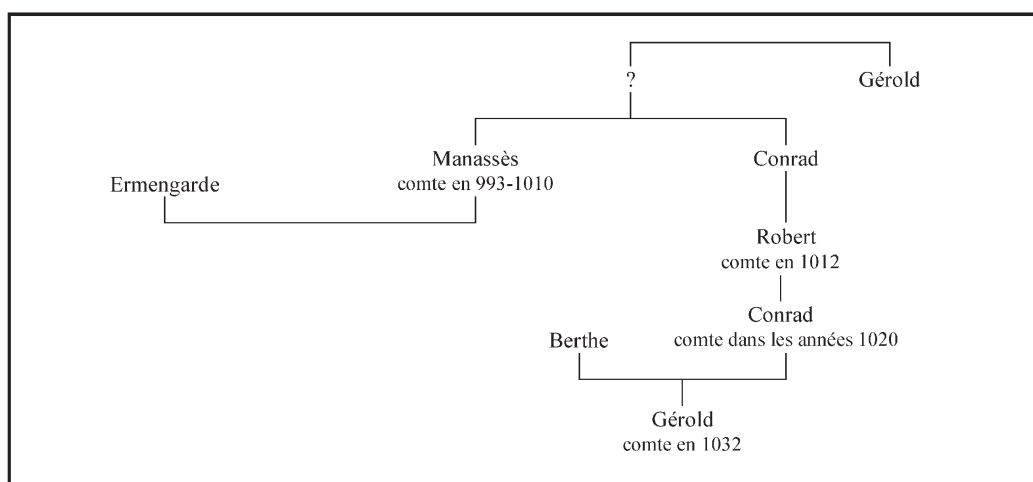 ?
Gérold
Manassès
comte en 993-1010
Conrad
Ermengarde
Robert
comte en 1012
Conrad
comte dans les années 1020
Berthe
Gérold
comte en 1032